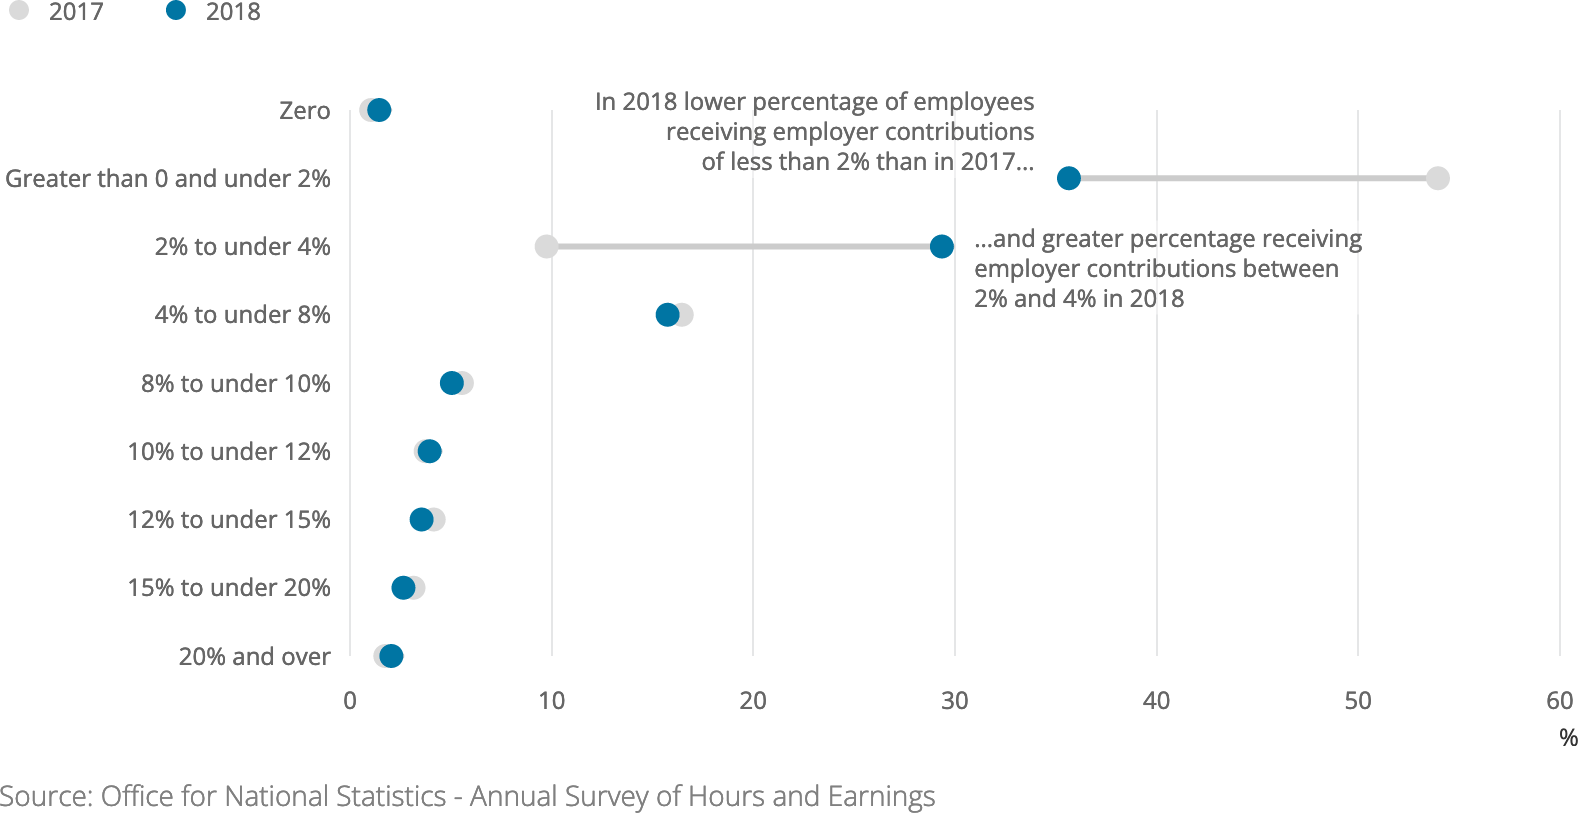 2017 2018
Zero
In 2018 lower percentage of employees
receiving employer contributions
of less than 2% than in 2017...
Greater than 0 and under 2%
2% to under 4%
...and greater percentage receiving
employer contributions between
2% and 4% in 2018
4% to under 8%
8% to under 10%
10% to under 12%
12% to under 15%
15% to under 20%
20% and over
0 10 20 30 40 50 60
%
Source: Office for National Statistics - Annual Survey of Hours and Earnings